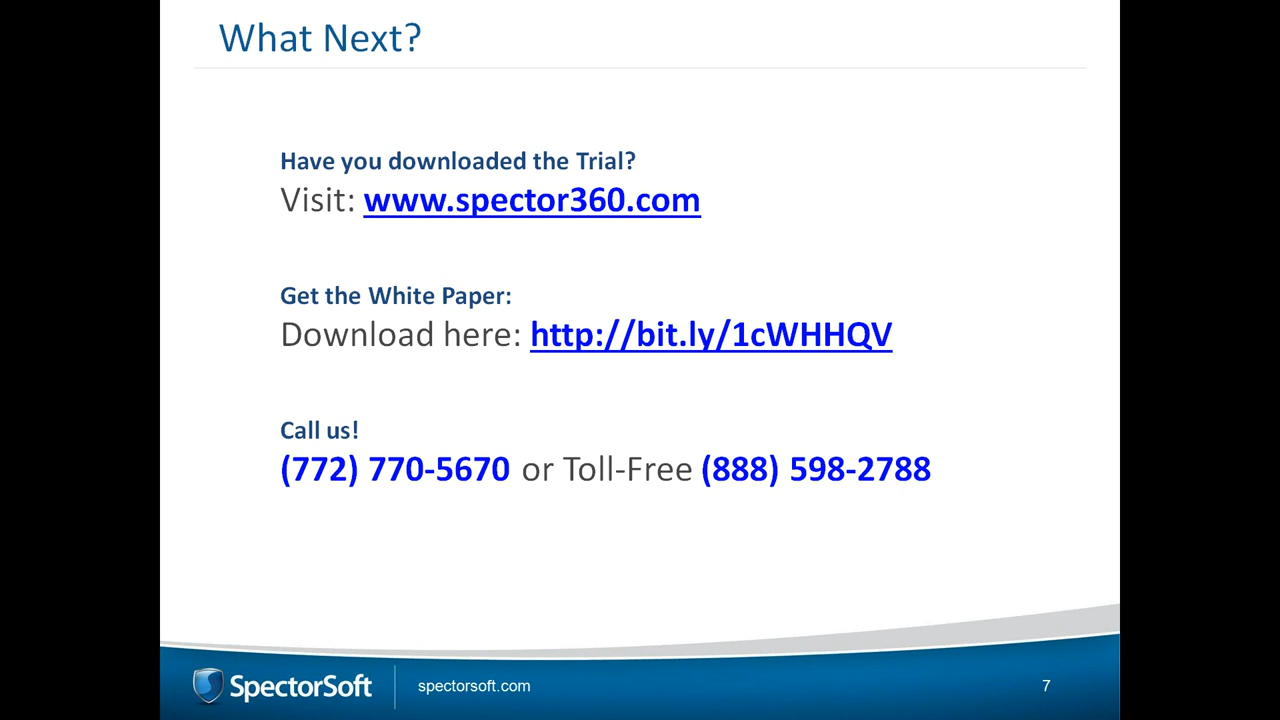 What Next?
Have you downloaded the Trial?
Visit: www.spector360.com
Get the White Paper:
Download here: http://bit.ly/1cWHHQV
Call us!
(772) 770-5670 or Toll-Free (888) 598-2788
SpectorSoft
spectorsoft.com
7